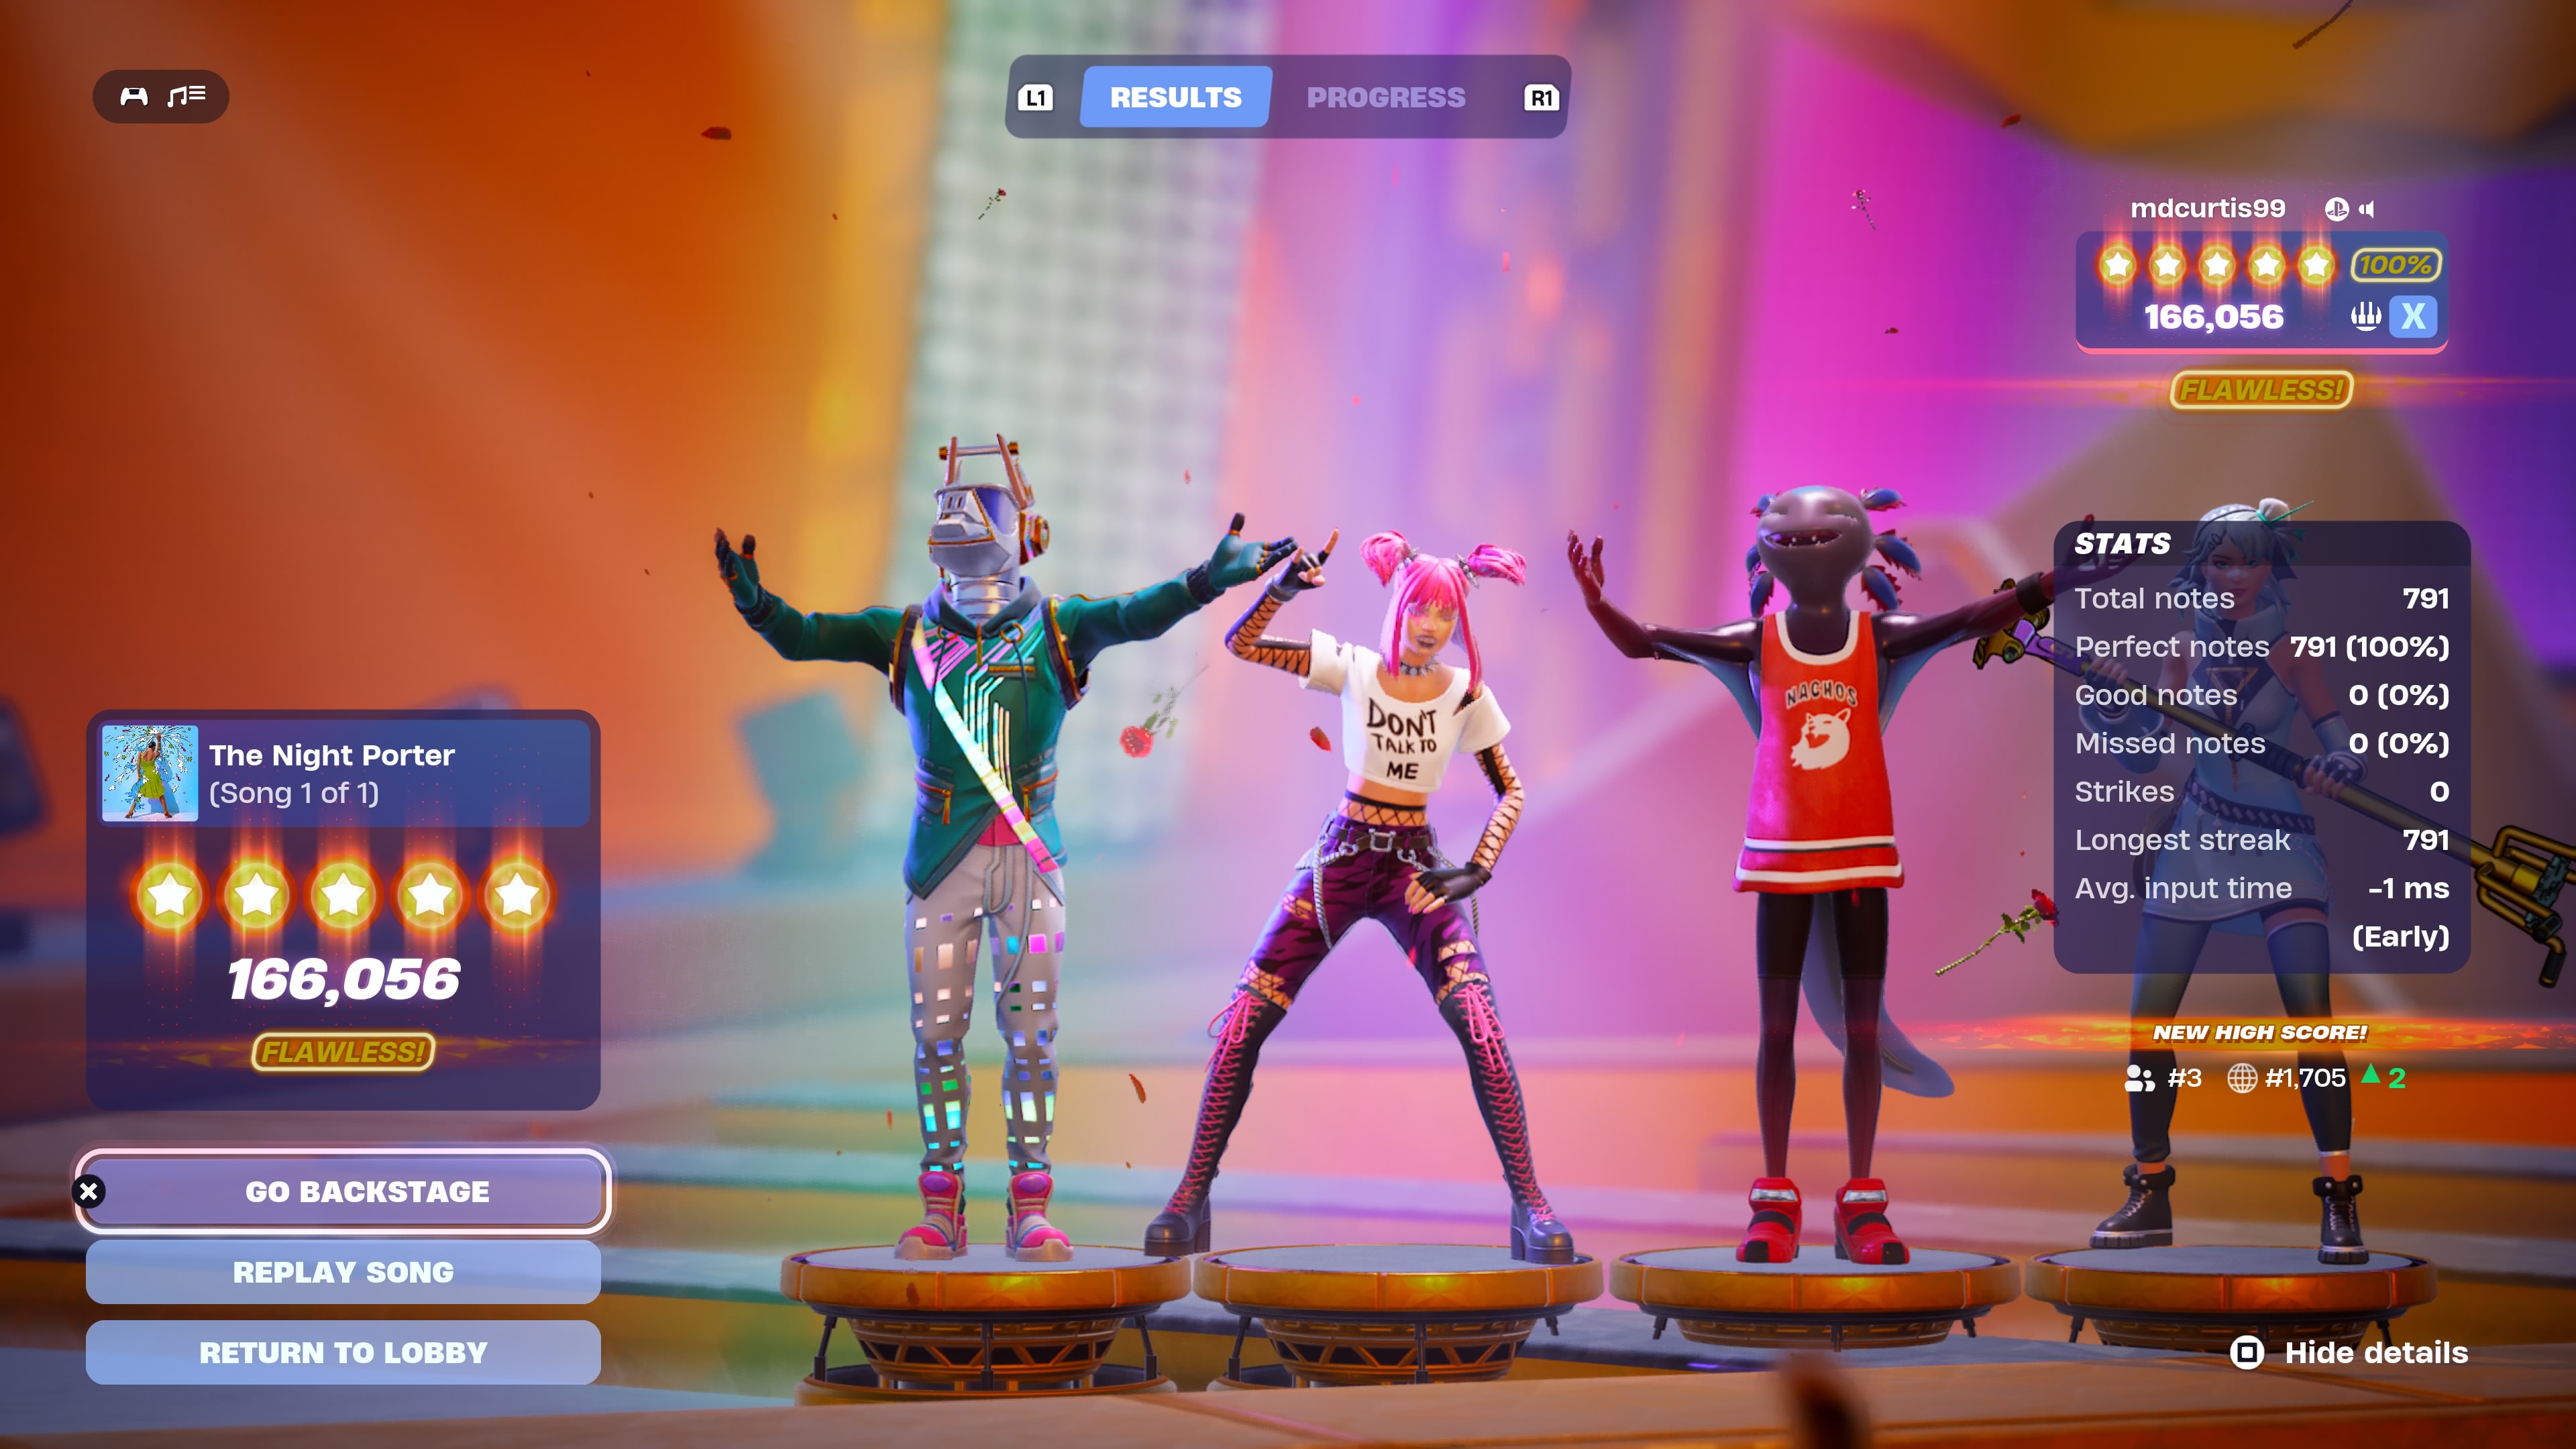 L1 RESULTS PROGRESS R1
mdcurtis99
100%
166,056 X
FLAWLESS!
STATS
Total notes 791
Perfect notes 791 (100%)
Good notes 0 (0%)
Missed notes 0 (0%)
Strikes 0
Longest streak 791
Avg. input time -1 ms
(Early)
NEW HIGH SCORE!
#3 #1,705 2
DON'T
TALK TO
ME
NACHOS
The Night Porter
(Song 1 of 1)
166,056
FLAWLESS!
GO BACKSTAGE
REPLAY SONG
RETURN TO LOBBY
Hide details